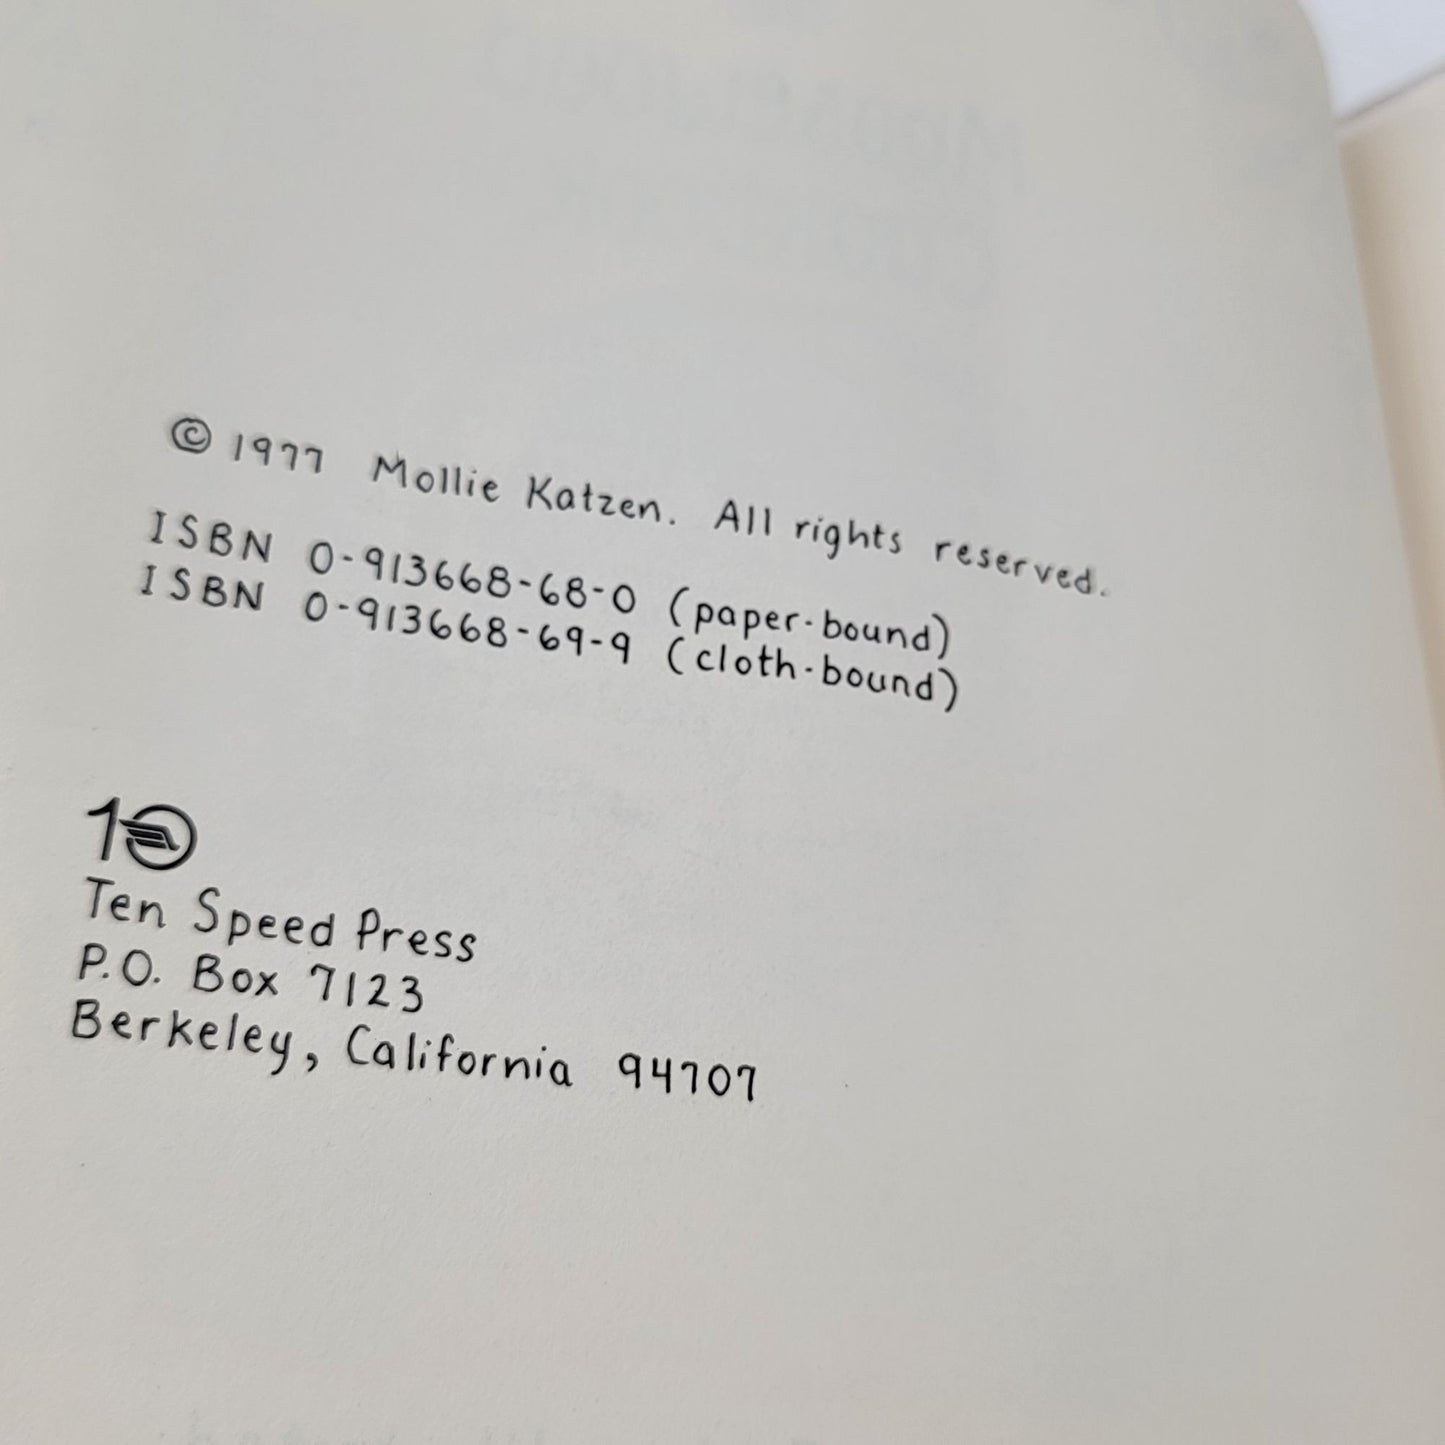 © 1977 Mollie Katzen. All rights reserved.
ISBN 0-913668-68-0 (paper-bound)
ISBN 0-913668-69-9 (cloth-bound)
10
Ten Speed Press
P.O. Box 7123
Berkeley, California 94707